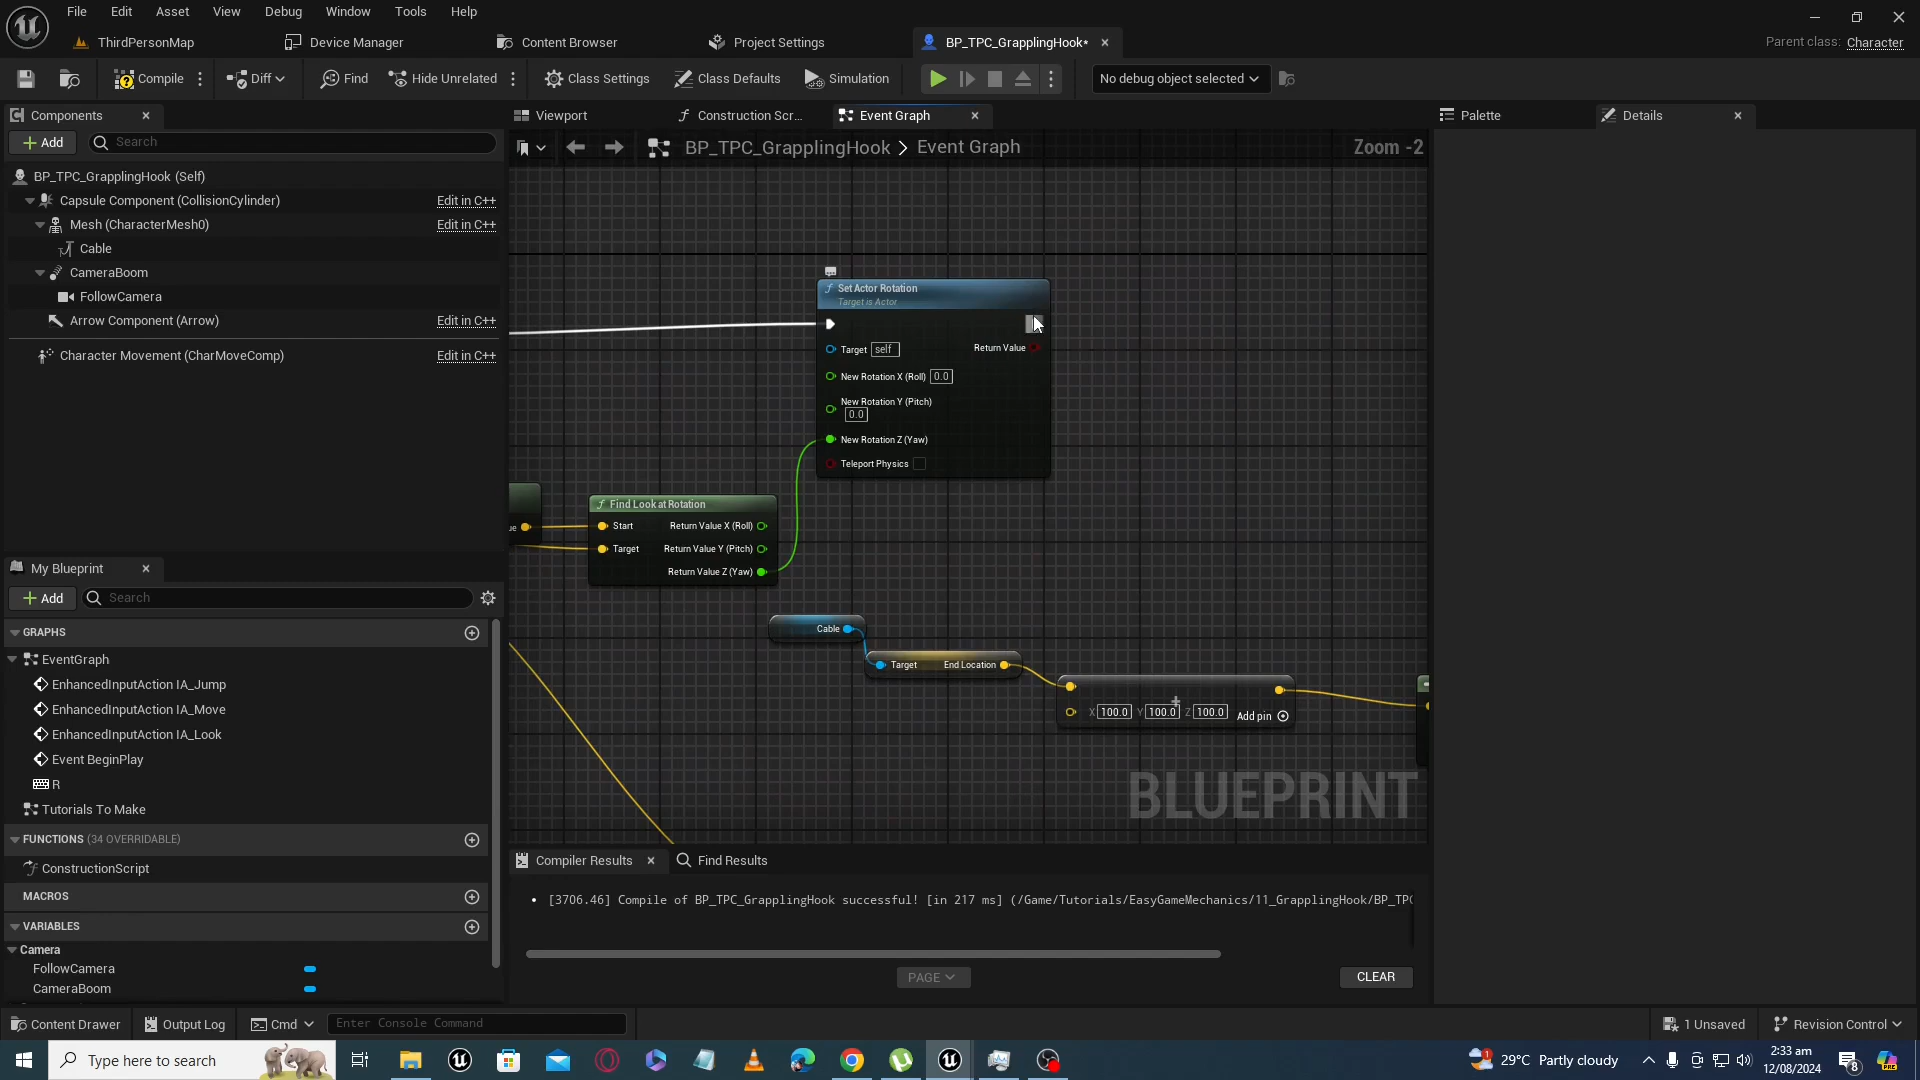 File Edit Asset View Debug Window Tools Help
ThirdPersonMap Device Manager Content Browser Project Settings BP_TPC_GrapplingHook* Parent class: Character
Compile Diff Find Hide Unrelated Class Settings Class Defaults Simulation No debug object selected
Components Viewport Construction Scr... Event Graph Palette Details
Add Search
BP_TPC_GrapplingHook > Event Graph Zoom -2
BP_TPC_GrapplingHook (Self)
Capsule Component (CollisionCylinder) Edit in C++
Mesh (CharacterMesh0) Edit in C++
Cable
CameraBoom
FollowCamera
Arrow Component (Arrow) Edit in C++
Character Movement (CharMoveComp) Edit in C++
Set Actor Rotation
Target is Actor
Target self Return Value
New Rotation X (Roll) 0.0
New Rotation Y (Pitch)
0.0
New Rotation Z (Yaw)
Teleport Physics
Find Look at Rotation
Start Return Value X (Roll)
Target Return Value Y (Pitch)
Return Value Z (Yaw)
Cable
Target End Location
X 100.0 Y 100.0 Z 100.0 Add pin
BLUEPRINT
My Blueprint
Add Search
GRAPHS
EventGraph
EnhancedInputAction IA_Jump
EnhancedInputAction IA_Move
EnhancedInputAction IA_Look
Event BeginPlay
R
Tutorials To Make
FUNCTIONS (34 OVERRIDABLE)
ConstructionScript
MACROS
VARIABLES
Camera
FollowCamera
CameraBoom
Compiler Results Find Results
[3706.46] Compile of BP_TPC_GrapplingHook successful! [in 217 ms] (/Game/Tutorials/EasyGameMechanics/11_GrapplingHook/BP_TPC
PAGE CLEAR
Content Drawer Output Log Cmd Enter Console Command 1 Unsaved Revision Control
Type here to search 29°C Partly cloudy 2:33 am
12/08/2024 8